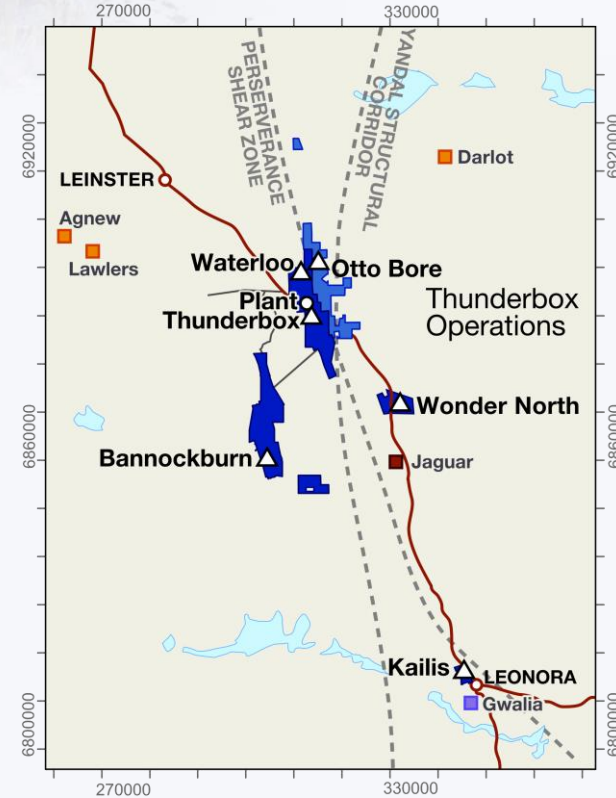 270000
330000
PERSERVERANCE
SHEAR ZONE
YANDAL STRUCTURAL
CORRIDOR
6920000
6920000
Darlot
LEINSTER
Agnew
Lawlers
Waterloo
Otto Bore
Plant
Thunderbox
Thunderbox
Operations
Wonder North
6860000
6860000
Bannockburn
Jaguar
Kailis
LEONORA
Gwalia
6800000
6800000
270000
330000